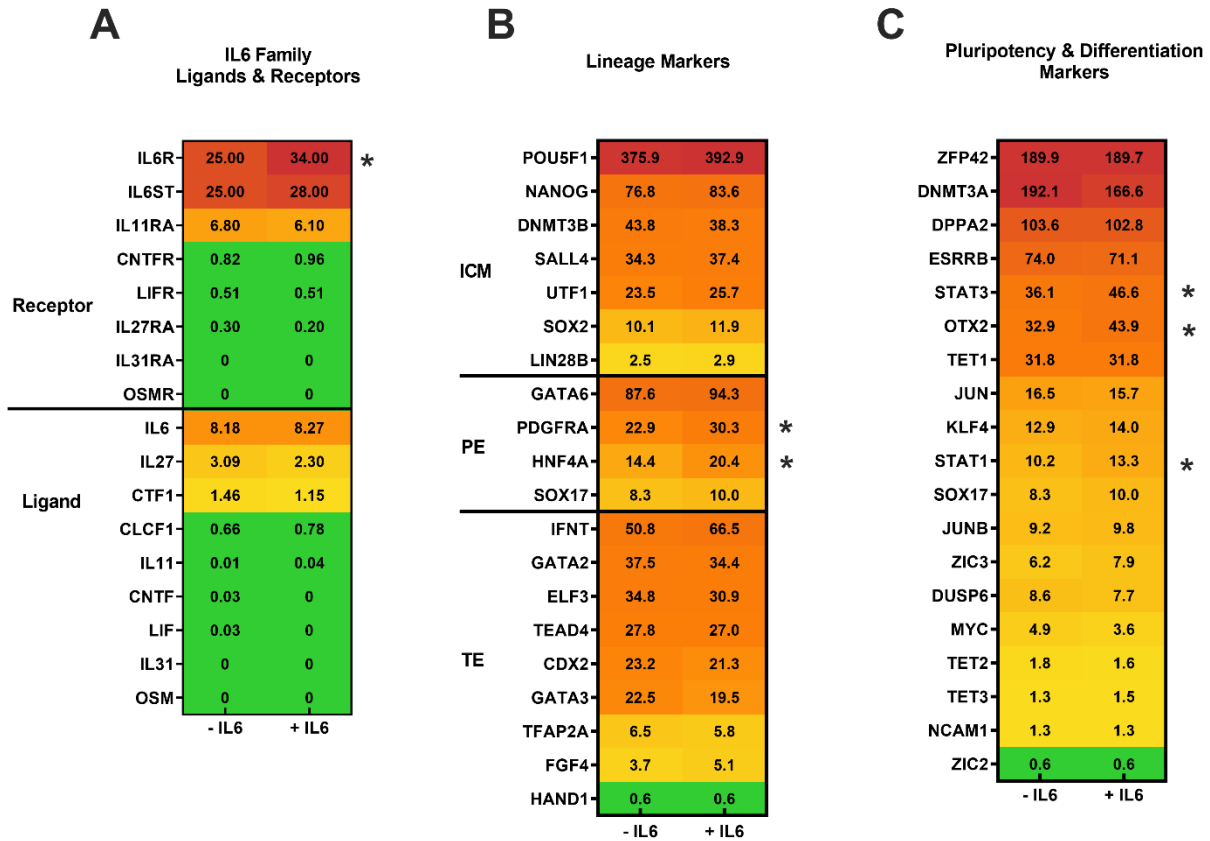 A
IL6 Family
Ligands & Receptors
IL6R 25.00 34.00 *
IL6ST 25.00 28.00
IL11RA 6.80 6.10
CNTFR 0.82 0.96
Receptor
LIFR 0.51 0.51
IL27RA 0.30 0.20
IL31RA 0 0
OSMR 0 0
IL6 8.18 8.27
IL27 3.09 2.30
Ligand
CTF1 1.46 1.15
CLCF1 0.66 0.78
IL11 0.01 0.04
CNTF 0.03 0
LIF 0.03 0
IL31 0 0
OSM 0 0
- IL6 + IL6
B
Lineage Markers
POU5F1 375.9 392.9
NANOG 76.8 83.6
DNMT3B 43.8 38.3
ICM
SALL4 34.3 37.4
UTF1 23.5 25.7
SOX2 10.1 11.9
LIN28B 2.5 2.9
GATA6 87.6 94.3
PDGFRA 22.9 30.3 *
PE
HNF4A 14.4 20.4 *
SOX17 8.3 10.0
IFNT 50.8 66.5
GATA2 37.5 34.4
ELF3 34.8 30.9
TEAD4 27.8 27.0
TE
CDX2 23.2 21.3
GATA3 22.5 19.5
TFAP2A 6.5 5.8
FGF4 3.7 5.1
HAND1 0.6 0.6
- IL6 + IL6
C
Pluripotency & Differentiation
Markers
ZFP42 189.9 189.7
DNMT3A 192.1 166.6
DPPA2 103.6 102.8
ESRRB 74.0 71.1
STAT3 36.1 46.6 *
OTX2 32.9 43.9 *
TET1 31.8 31.8
JUN 16.5 15.7
KLF4 12.9 14.0
STAT1 10.2 13.3 *
SOX17 8.3 10.0
JUNB 9.2 9.8
ZIC3 6.2 7.9
DUSP6 8.6 7.7
MYC 4.9 3.6
TET2 1.8 1.6
TET3 1.3 1.5
NCAM1 1.3 1.3
ZIC2 0.6 0.6
- IL6 + IL6